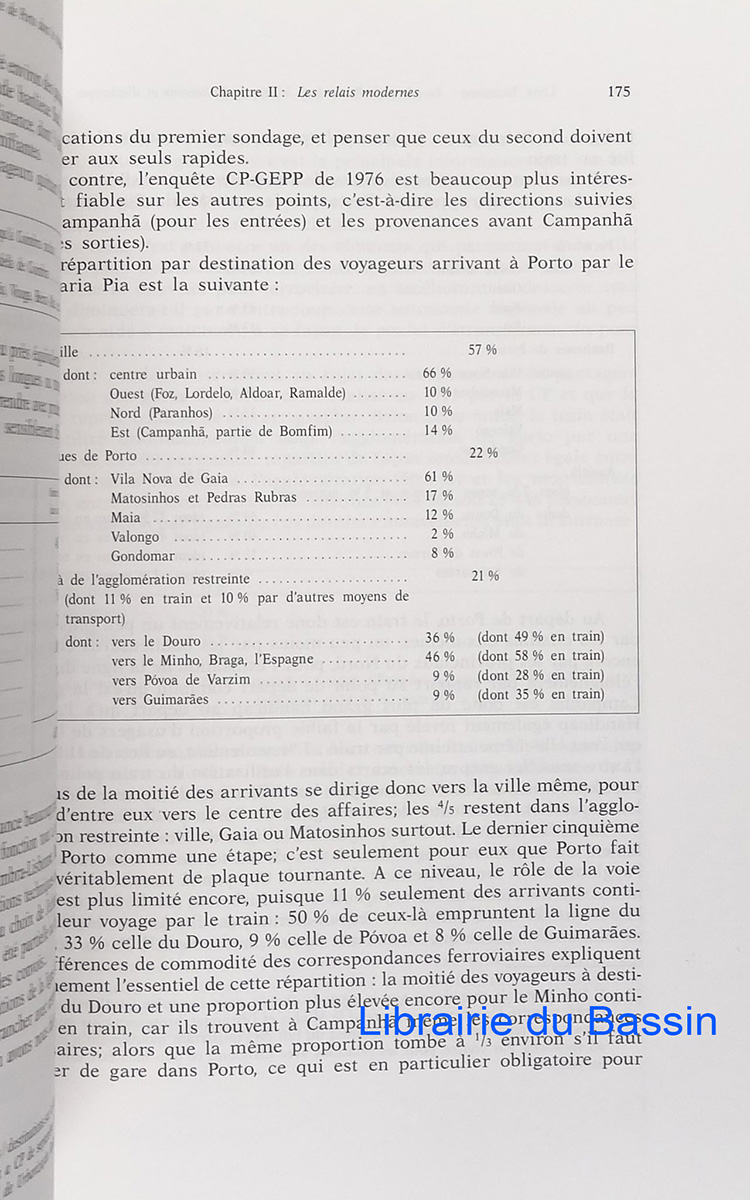 Chapitre II : Les relais modernes 175
cations du premier sondage, et penser que ceux du second doivent
er aux seuls rapides.
contre, l'enquête CP-GEPP de 1976 est beaucoup plus intéres-
t fiable sur les autres points, c'est-à-dire les directions suivies
ampanhã (pour les entrées) et les provenances avant Campanhã
s sorties).
répartition par destination des voyageurs arrivant à Porto par le
aria Pia est la suivante :
ille ........ 57 %
dont : centre urbain ........ 66 %
Ouest (Foz, Lordelo, Aldoar, Ramalde) ........ 10 %
Nord (Paranhos) ........ 10 %
Est (Campanhã, partie de Bomfim) ........ 14 %
ues de Porto ........ 22 %
dont : Vila Nova de Gaia ........ 61 %
Matosinhos et Pedras Rubras ........ 17 %
Maia ........ 12 %
Valongo ........ 2 %
Gondomar ........ 8 %
à de l'agglomération restreinte ........ 21 %
(dont 11 % en train et 10 % par d'autres moyens de
transport)
dont : vers le Douro ........ 36 % (dont 49 % en train)
vers le Minho, Braga, l'Espagne ........ 46 % (dont 58 % en train)
vers Póvoa de Varzim ........ 9 % (dont 28 % en train)
vers Guimarães ........ 9 % (dont 35 % en train)
us de la moitié des arrivants se dirige donc vers la ville même, pour
d'entre eux vers le centre des affaires; les 4/5 restent dans l'agglo-
on restreinte : ville, Gaia ou Matosinhos surtout. Le dernier cinquième
Porto comme une étape; c'est seulement pour eux que Porto fait
véritablement de plaque tournante. A ce niveau, le rôle de la voie
est plus limité encore, puisque 11 % seulement des arrivants conti-
leur voyage par le train : 50 % de ceux-là empruntent la ligne du
, 33 % celle du Douro, 9 % celle de Póvoa et 8 % celle de Guimarães.
fférences de commodité des correspondances ferroviaires expliquent
nement l'essentiel de cette répartition : la moitié des voyageurs à desti-
du Douro et une proportion plus élevée encore pour le Minho conti-
en train, car ils trouvent à Campanhã même les correspondances
aires; alors que la même proportion tombe à 1/3 environ s'il faut
er de gare dans Porto, ce qui est en particulier obligatoire pour
Librairie du Bassin